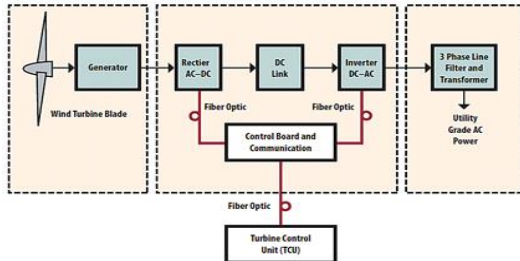 Generator
Rectier
AC–DC
DC
Link
Inverter
DC–AC
3 Phase Line
Filter and
Transformer
Wind Turbine Blade
Fiber Optic
Fiber Optic
Utility
Grade AC
Power
Control Board and
Communication
Fiber Optic
Turbine Control
Unit (TCU)